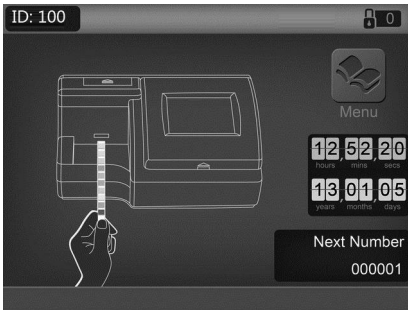 ID: 100
0
Menu
12 52 20
hours mins secs
13 01 05
years months days
Next Number
000001